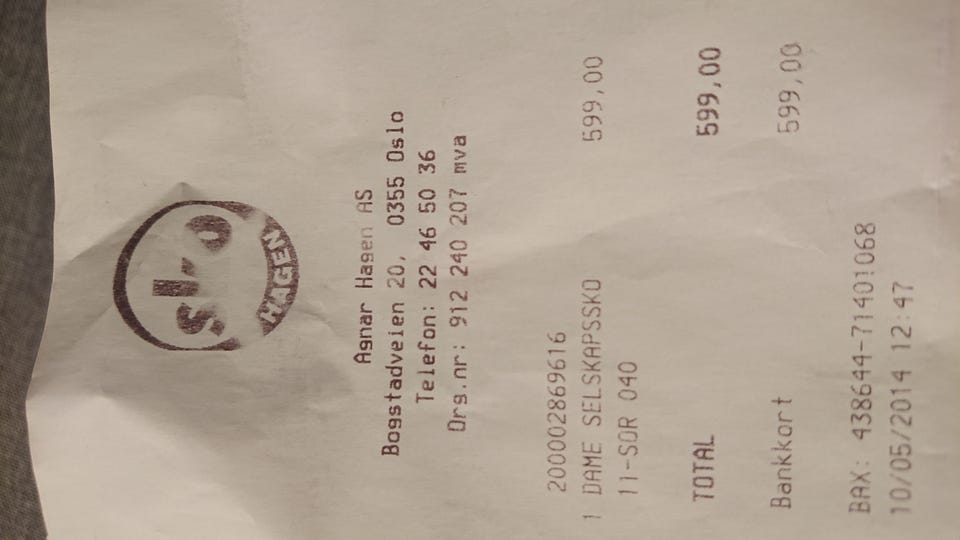 sko
HAGEN
Agnar Hagen AS
Bogstadveien 20, 0355 Oslo
Telefon: 22 46 50 36
Org.nr: 912 240 207 mva
200002869616
1 DAME SELSKAPSSKO 599,00
11-SOR 040
TOTAL 599,00
Bankkort 599,00
BAX: 438644-71401068
10/05/2014 12:47